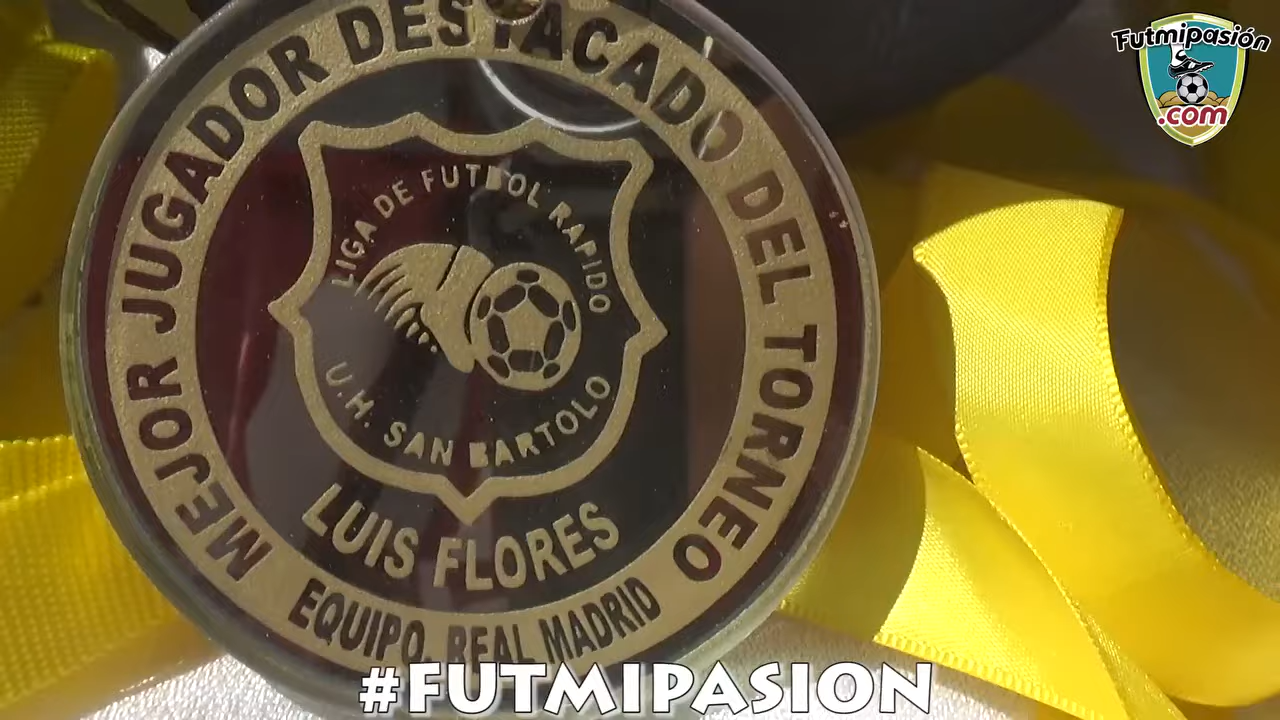 Futmipasión
.com
MEJOR JUGADOR DESTACADO DEL TORNEO
LIGA DE FUTBOL RAPIDO
U.H. SAN BARTOLO
LUIS FLORES
EQUIPO. REAL MADRID
#FUTMIPASION